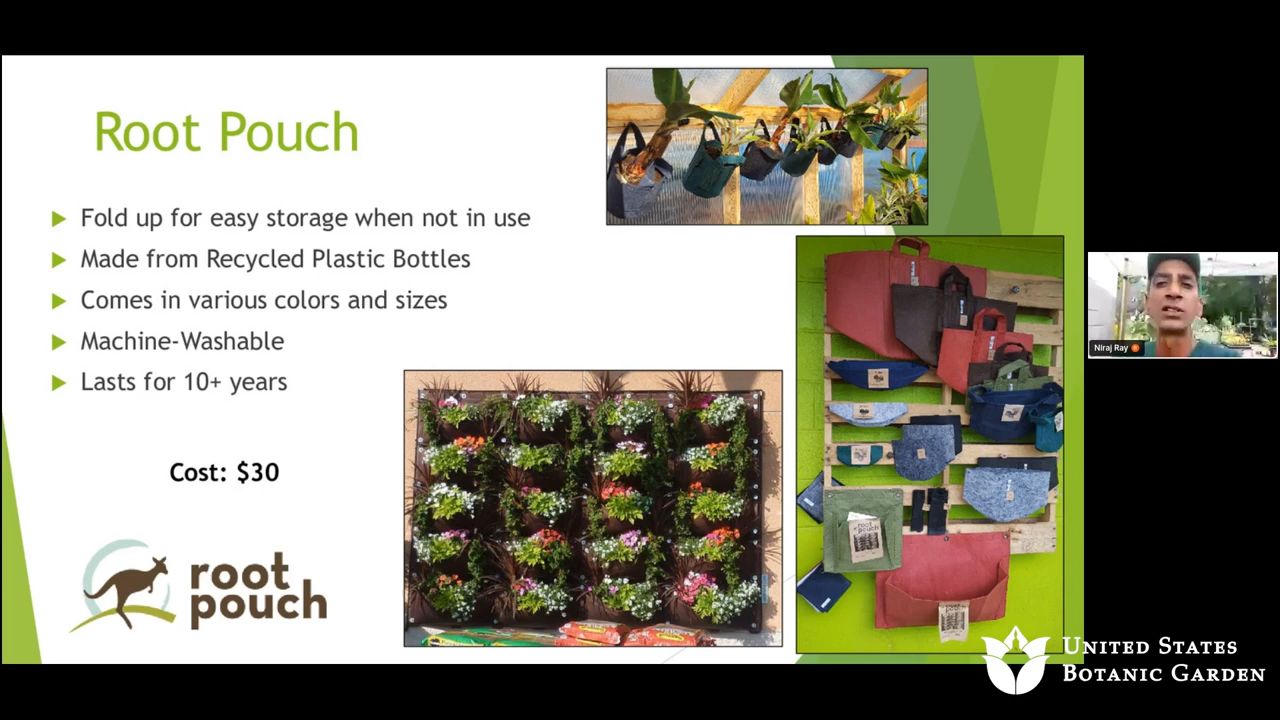 Root Pouch
Fold up for easy storage when not in use
Made from Recycled Plastic Bottles
Comes in various colors and sizes
Machine-Washable
Lasts for 10+ years
Cost: $30
root
pouch
root
pouch
Niraj Ray
UNITED STATES
BOTANIC GARDEN